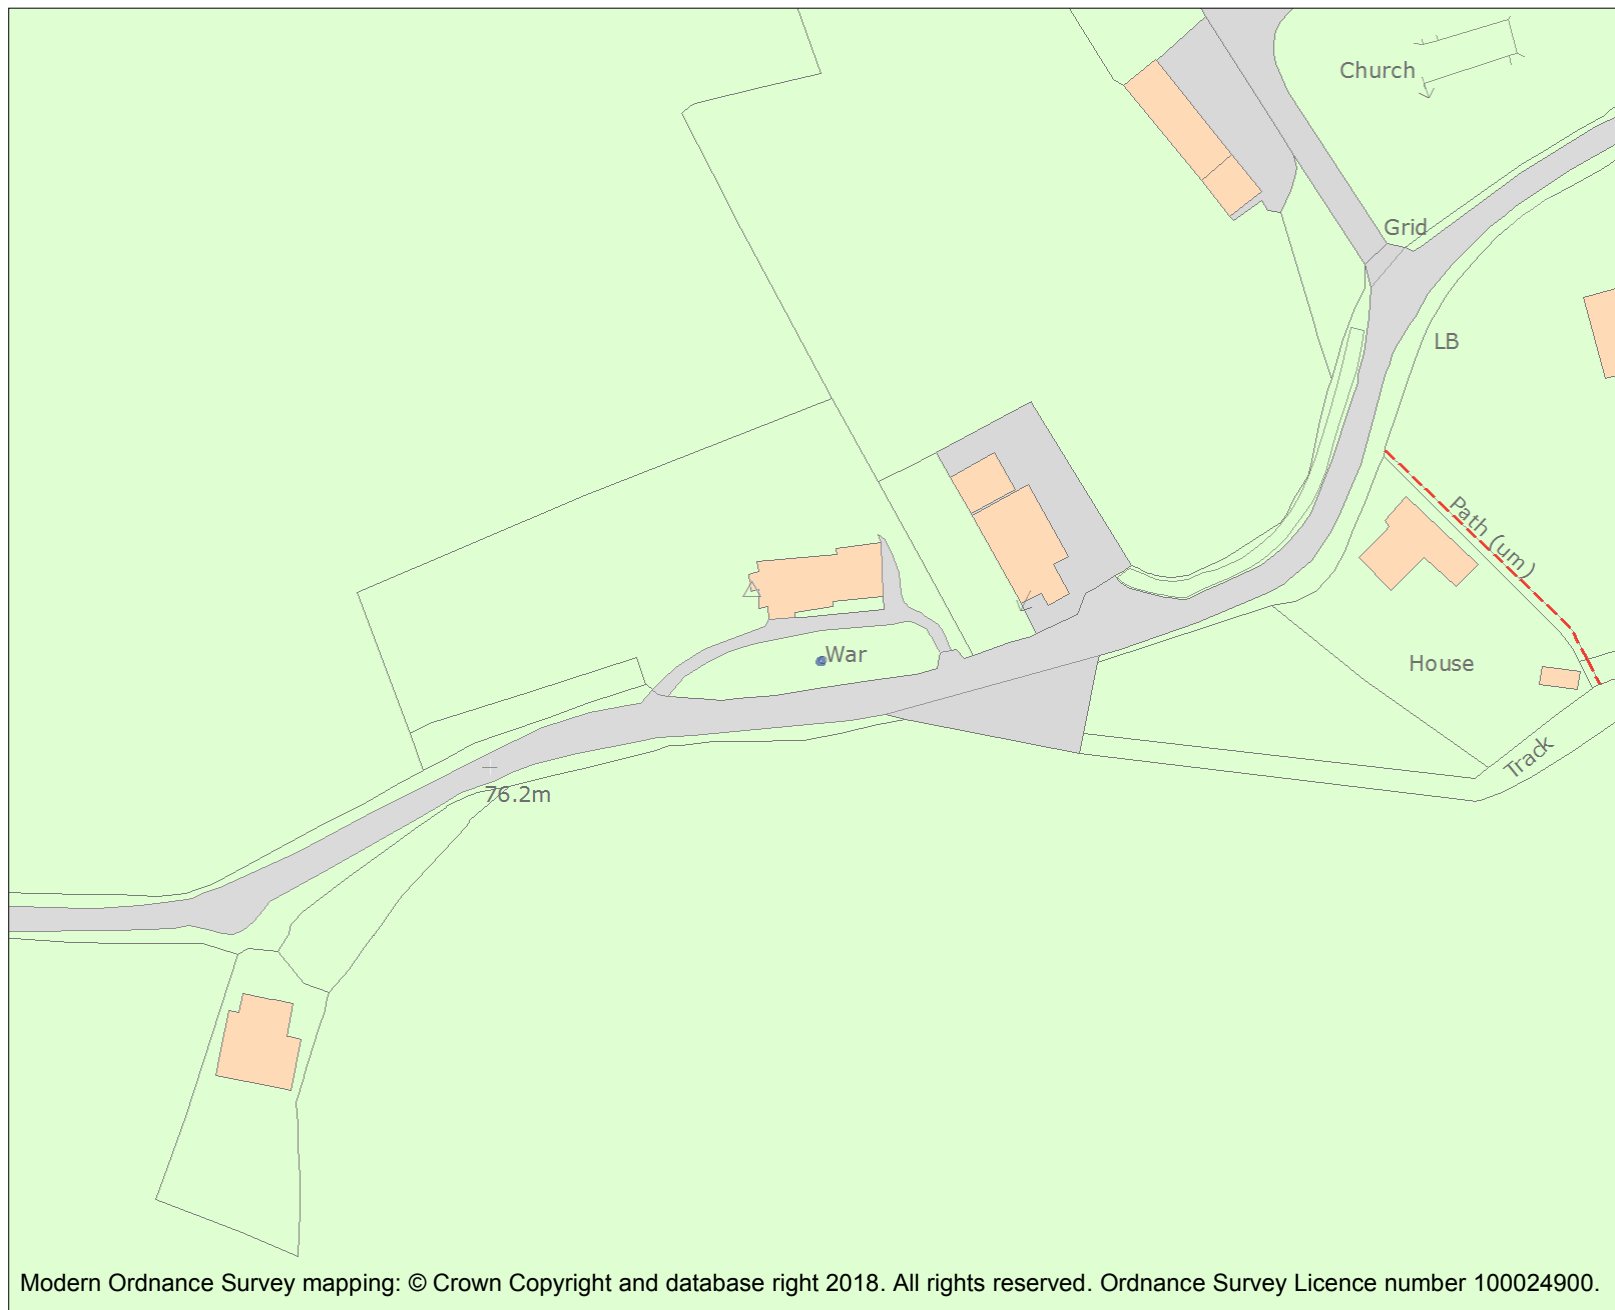 Church
Grid
LB
Path (um)
War
House
Track
76.2m
Modern Ordnance Survey mapping: © Crown Copyright and database right 2018. All rights reserved. Ordnance Survey Licence number 100024900.